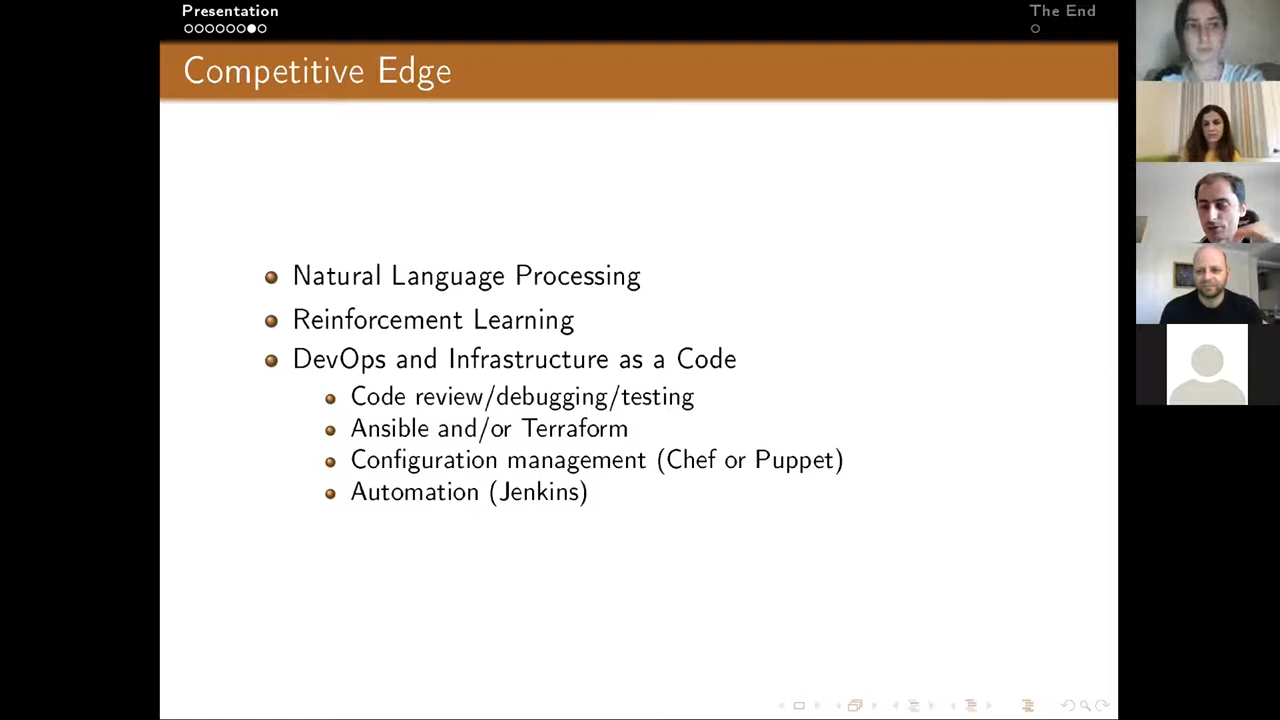 Presentation
The End
Competitive Edge
Natural Language Processing
Reinforcement Learning
DevOps and Infrastructure as a Code
Code review/debugging/testing
Ansible and/or Terraform
Configuration management (Chef or Puppet)
Automation (Jenkins)